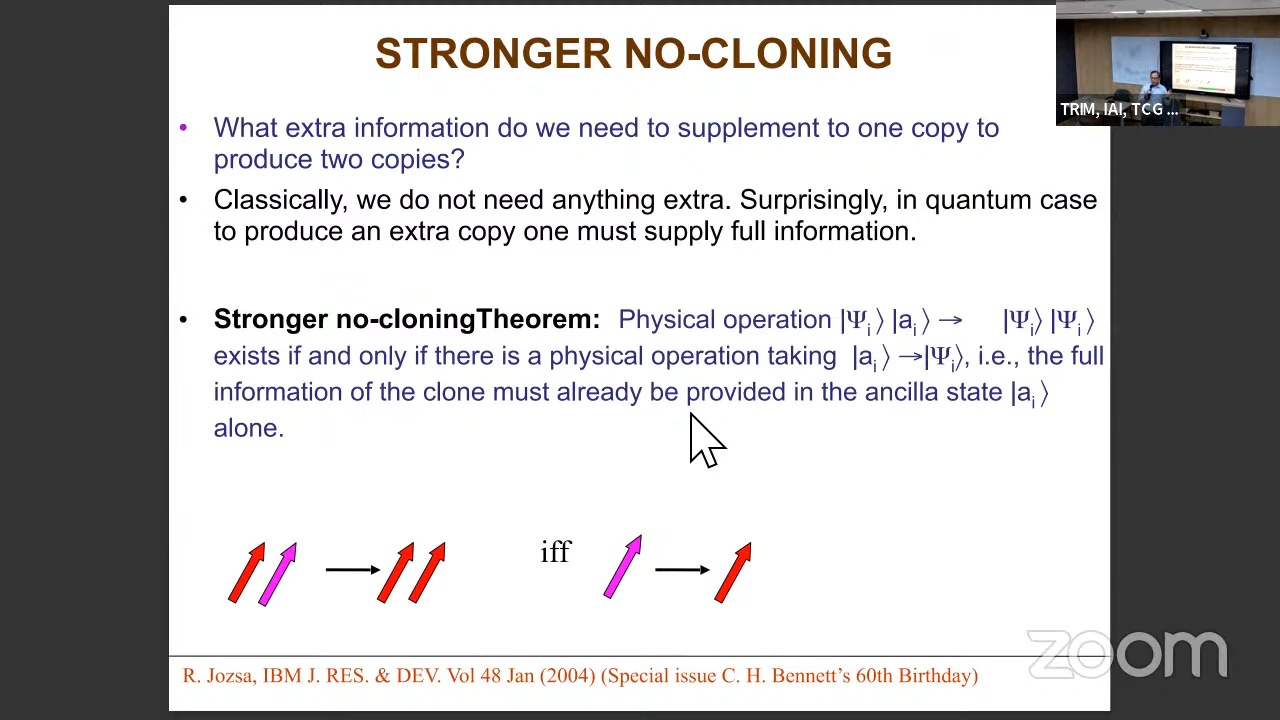 STRONGER NO-CLONING
TRIM, IAI, TCG ...
• What extra information do we need to supplement to one copy to
produce two copies?
• Classically, we do not need anything extra. Surprisingly, in quantum case
to produce an extra copy one must supply full information.
• Stronger no-cloningTheorem: Physical operation |Ψi⟩ |ai⟩ → |Ψi⟩ |Ψi⟩
exists if and only if there is a physical operation taking |ai⟩ →|Ψi⟩, i.e., the full
information of the clone must already be provided in the ancilla state |ai⟩
alone.
iff
zoom
R. Jozsa, IBM J. RES. & DEV. Vol 48 Jan (2004) (Special issue C. H. Bennett's 60th Birthday)